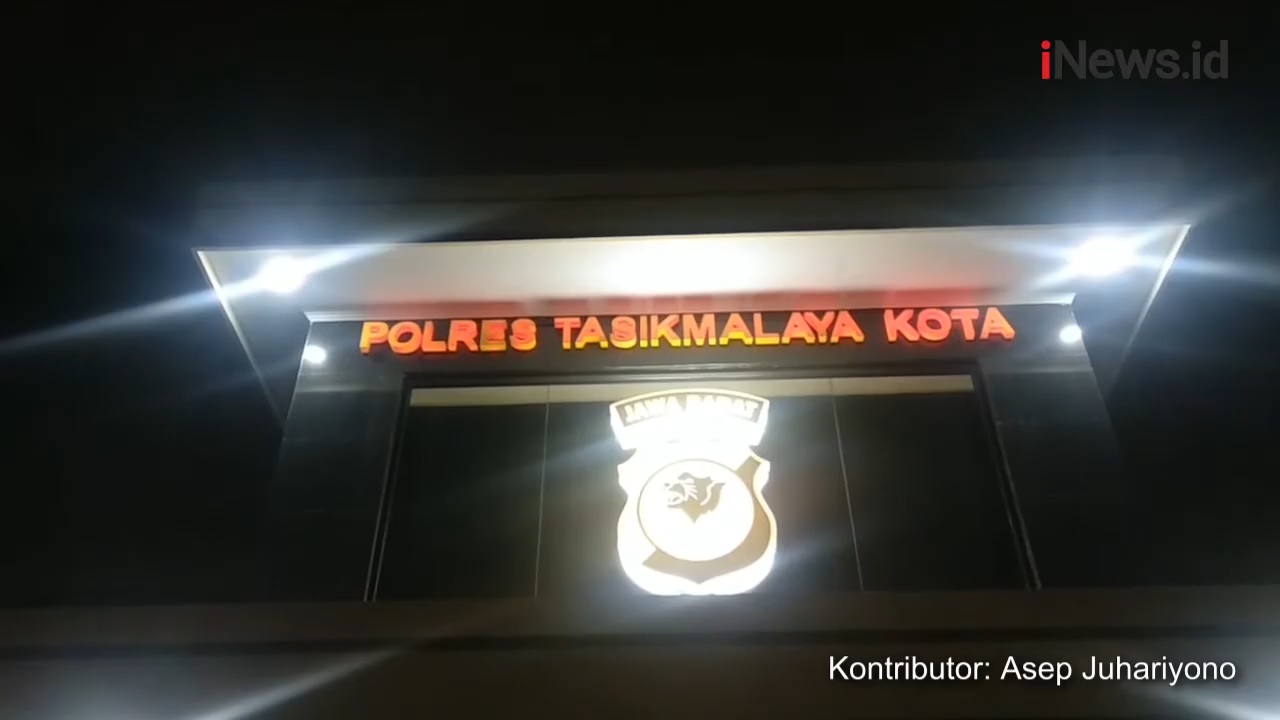 iNews.id
POLRES TASIKMALAYA KOTA
JAWA BARAT
Kontributor: Asep Juhariyono